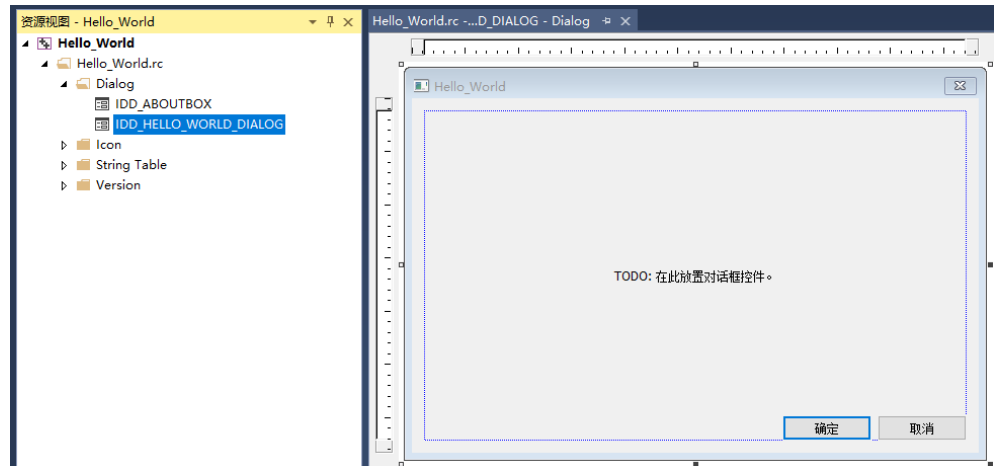 资源视图 - Hello_World
Hello_World
Hello_World.rc
Dialog
IDD_ABOUTBOX
IDD_HELLO_WORLD_DIALOG
Icon
String Table
Version
Hello_World.rc -...D_DIALOG - Dialog
Hello_World
TODO: 在此放置对话框控件。
确定
取消